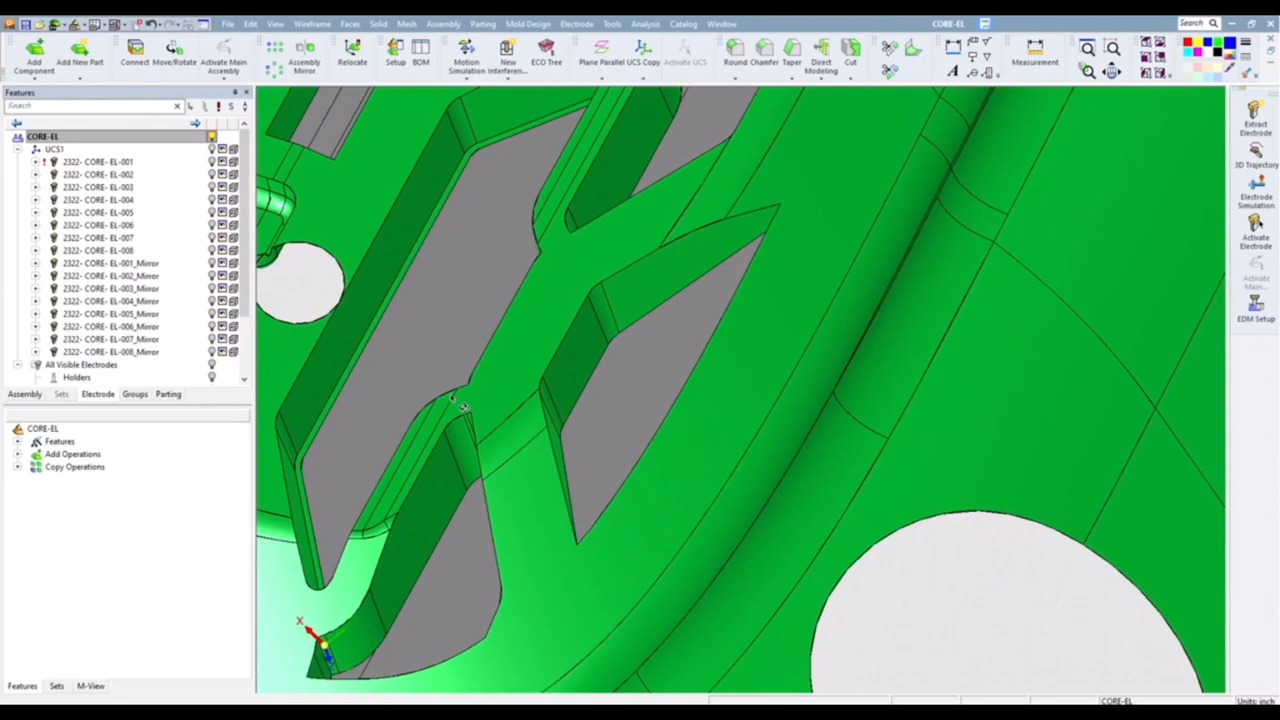 File Edit View Wireframe Faces Solid Mesh Assembly Parting Mold Design Electrode Tools Analysis Catalog Window CORE-EL Search
Add Component
Add New Part
Connect
Move/Rotate
Activate Main Assembly
Assembly Mirror
Relocate
Setup
BOM
Motion Simulation
New Interferen...
ECO Tree
Plane Parallel
UCS Copy
Activate UCS
Round
Chamfer
Taper
Direct Modeling
Cut
Measurement
Features
Search
CORE-EL
UCS1
2322- CORE- EL-001
2322- CORE- EL-002
2322- CORE- EL-003
2322- CORE- EL-004
2322- CORE- EL-005
2322- CORE- EL-006
2322- CORE- EL-007
2322- CORE- EL-008
2322- CORE- EL-001_Mirror
2322- CORE- EL-002_Mirror
2322- CORE- EL-003_Mirror
2322- CORE- EL-004_Mirror
2322- CORE- EL-005_Mirror
2322- CORE- EL-006_Mirror
2322- CORE- EL-007_Mirror
2322- CORE- EL-008_Mirror
All Visible Electrodes
Holders
Assembly Sets Electrode Groups Parting
CORE-EL
Features
Add Operations
Copy Operations
Features Sets M-View
X
Extract Electrode
3D Trajectory
Electrode Simulation
Activate Electrode
Activate Main...
EDM Setup
CORE-EL
Units: inch